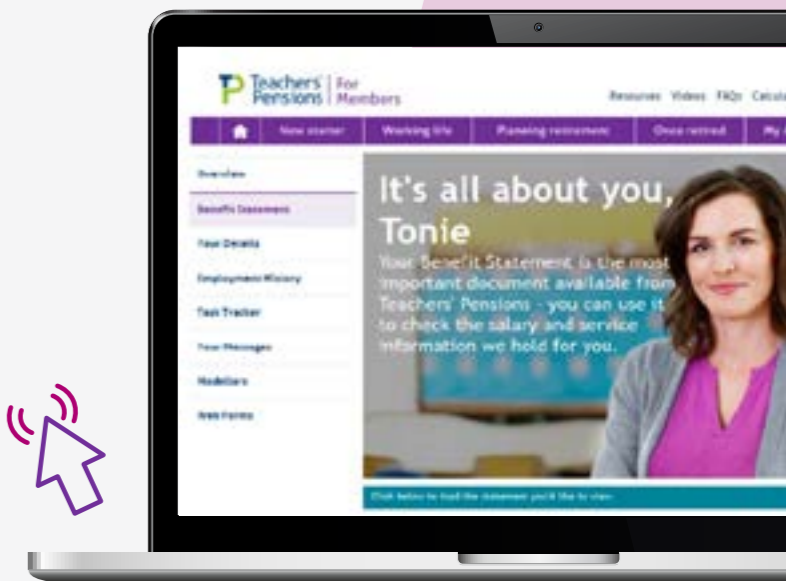 Teachers' For
Pensions Members
Resources Videos FAQs
New starter Working life Planning retirement Once retired My
Overview
Benefit Statement
Your Details
Employment History
Task Tracker
Your Messages
Modellers
Web Forms
It's all about you,
Tonie
Your Benefit Statement is the most
important document available from
Teachers' Pensions - you can use it
to check the salary and service
information we hold for you.
Click below to load the statement you'd like to view